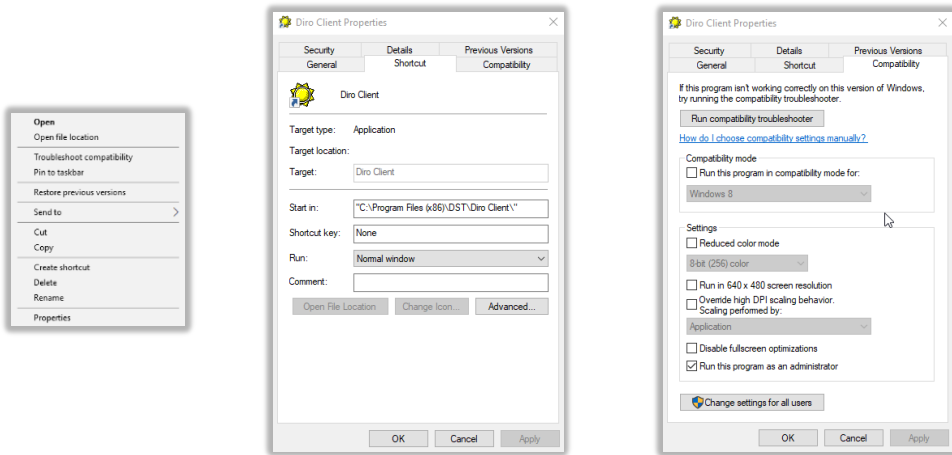 Open
Open file location
Troubleshoot compatibility
Pin to taskbar
Restore previous versions
Send to
Cut
Copy
Create shortcut
Delete
Rename
Properties
Diro Client Properties
Security Details Previous Versions
General Shortcut Compatibility
Diro Client
Target type: Application
Target location:
Target: Diro Client
Start in: "C:\Program Files (x86)\DST\Diro Client\"
Shortcut key: None
Run: Normal window
Comment:
Open File Location Change Icon... Advanced...
OK Cancel Apply
Diro Client Properties
Security Details Previous Versions
General Shortcut Compatibility
If this program isn't working correctly on this version of Windows,
try running the compatibility troubleshooter.
Run compatibility troubleshooter
How do I choose compatibility settings manually?
Compatibility mode
Run this program in compatibility mode for:
Windows 8
Settings
Reduced color mode
8-bit (256) color
Run in 640 x 480 screen resolution
Override high DPI scaling behavior.
Scaling performed by:
Application
Disable fullscreen optimizations
Run this program as an administrator
Change settings for all users
OK Cancel Apply